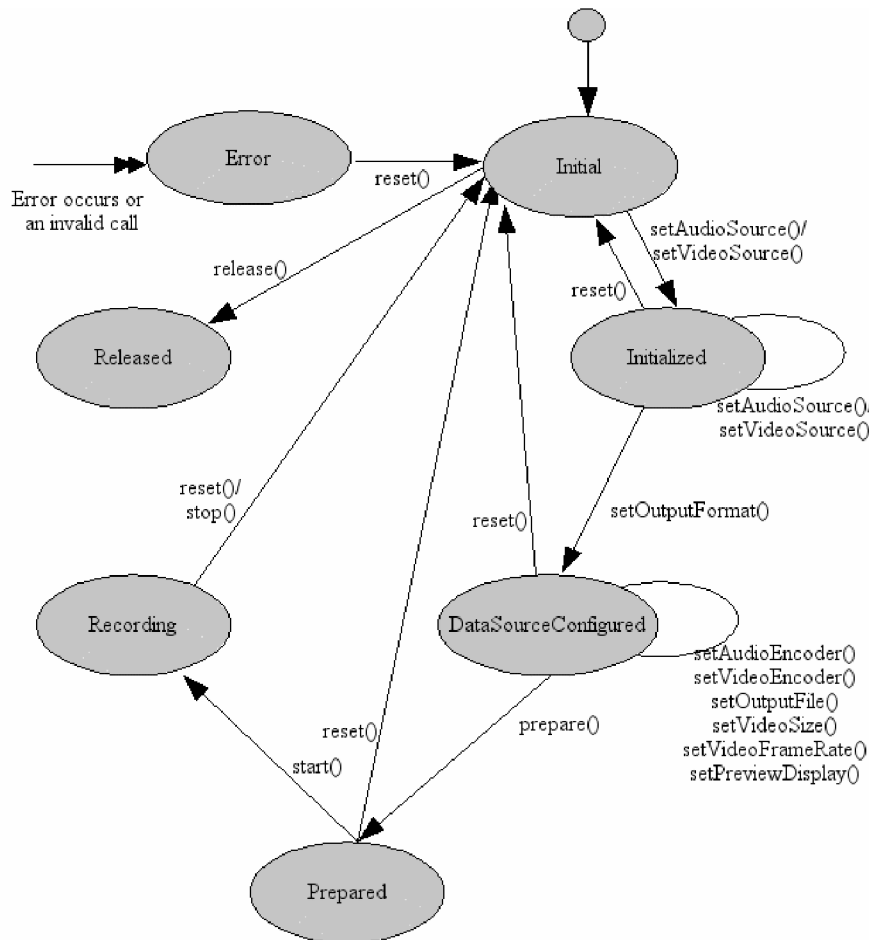 Error
Initial
reset()
Error occurs or
an invalid call
setAudioSource()/
setVideoSource()
release()
reset()
Released
Initialized
setAudioSource()/
setVideoSource()
reset()/
stop()
setOutputFormat()
reset()
Recording
DataSourceConfigured
setAudioEncoder()
setVideoEncoder()
setOutputFile()
setVideoSize()
setVideoFrameRate()
setPreviewDisplay()
reset()
prepare()
start()
Prepared